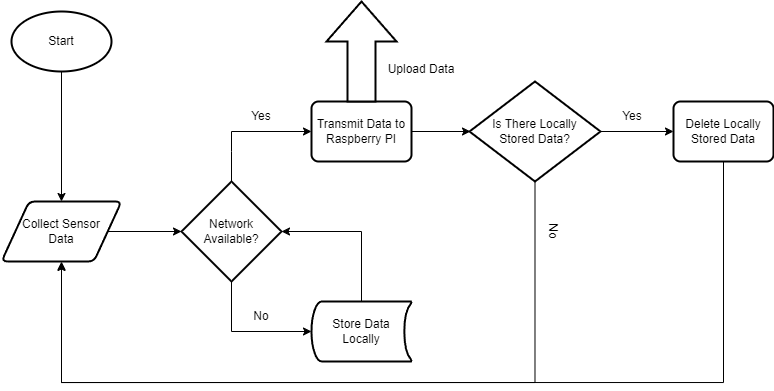 Start
Upload Data
Yes
Transmit Data to
Raspberry PI
Is There Locally
Stored Data?
Yes
Delete Locally
Stored Data
Collect Sensor
Data
Network
Available?
No
No
Store Data
Locally